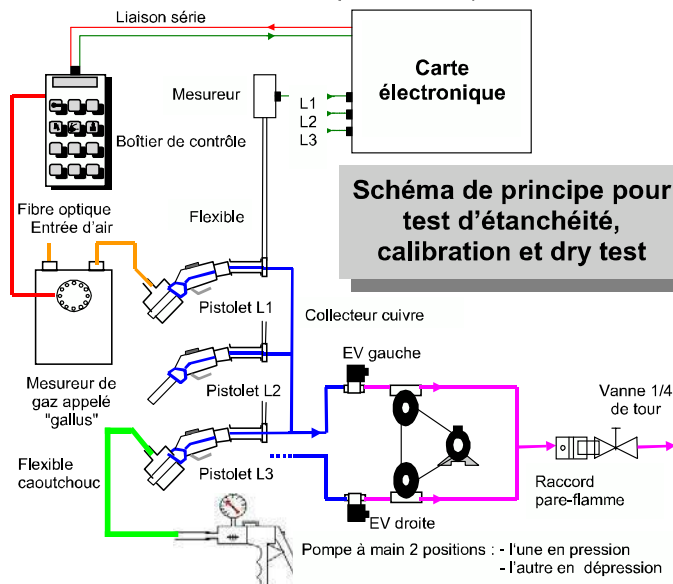 Liaison série
Carte
électronique
Mesureur
L1
L2
L3
Boîtier de contrôle
Schéma de principe pour
test d'étanchéité,
calibration et dry test
Fibre optique
Entrée d'air
Flexible
Pistolet L1
Collecteur cuivre
EV gauche
Vanne 1/4
de tour
Mesureur de
gaz appelé
"gallus"
Pistolet L2
Pistolet L3
Flexible
caoutchouc
Raccord
pare-flamme
EV droite
Pompe à main 2 positions : - l'une en pression
- l'autre en dépression